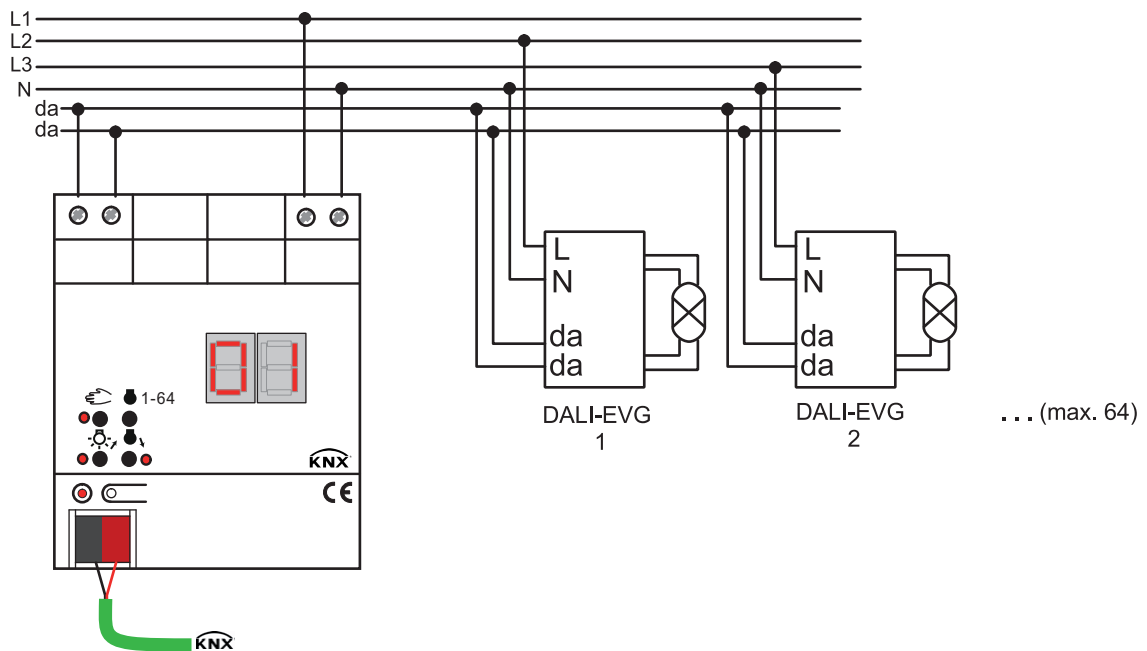 L1
L2
L3
N
da
da
01
1-64
KNX
CE
KNX
L
N
da
da
DALI-EVG
1
L
N
da
da
DALI-EVG
2
... (max. 64)